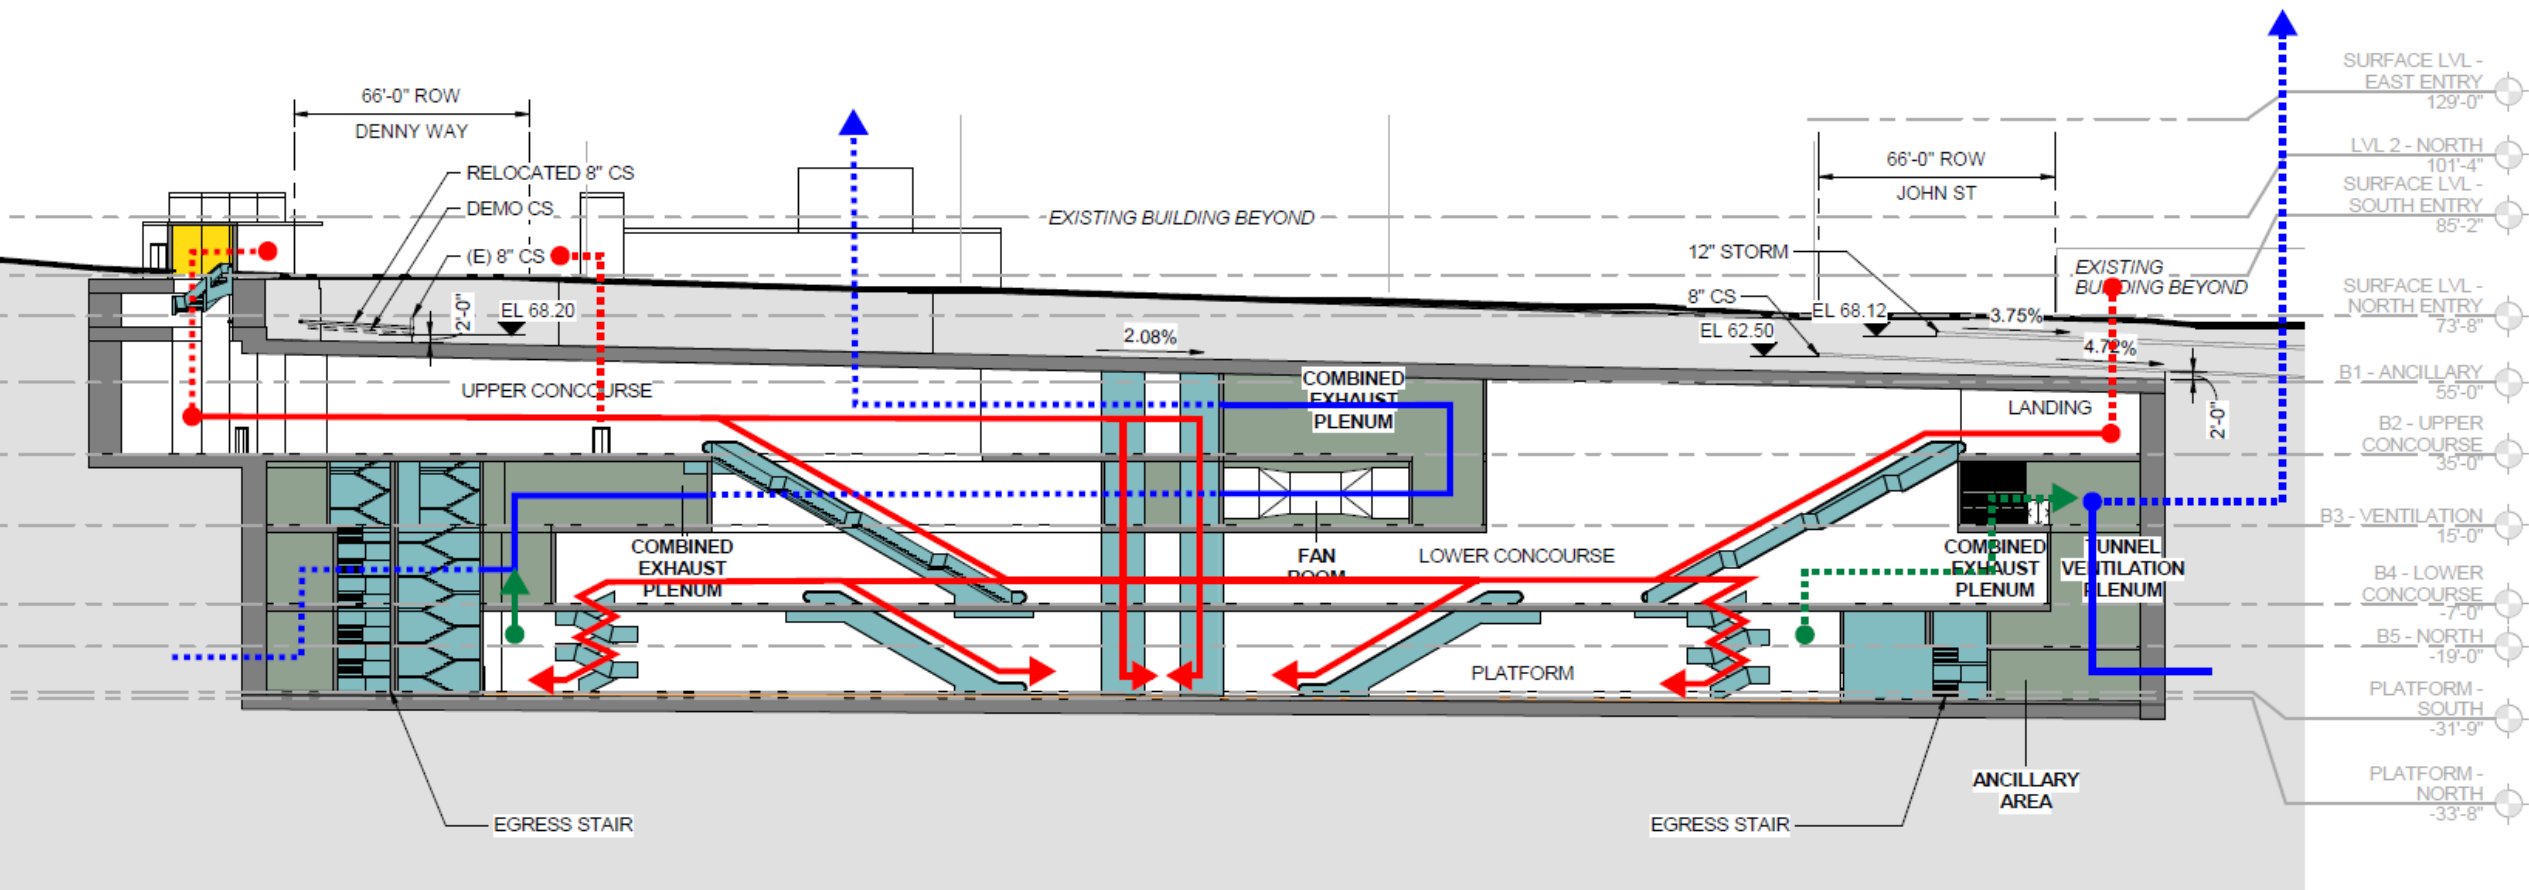 66'-0" ROW
DENNY WAY
RELOCATED 8" CS
DEMO CS
(E) 8" CS
2'-0"
EL 68.20
EXISTING BUILDING BEYOND
2.08%
66'-0" ROW
JOHN ST
12" STORM
8" CS
EL 68.12
EL 62.50
3.75%
4.72%
EXISTING
BUILDING BEYOND
2'-0"
UPPER CONCOURSE
COMBINED
EXHAUST
PLENUM
LANDING
COMBINED
EXHAUST
PLENUM
FAN
ROOM
LOWER CONCOURSE
COMBINED
EXHAUST
PLENUM
TUNNEL
VENTILATION
PLENUM
PLATFORM
ANCILLARY
AREA
EGRESS STAIR
EGRESS STAIR
SURFACE LVL -
EAST ENTRY
129'-0"
LVL 2 - NORTH
101'-4"
SURFACE LVL -
SOUTH ENTRY
85'-2"
SURFACE LVL -
NORTH ENTRY
73'-8"
B1 - ANCILLARY
55'-0"
B2 - UPPER
CONCOURSE
35'-0"
B3 - VENTILATION
15'-0"
B4 - LOWER
CONCOURSE
-7'-0"
B5 - NORTH
-19'-0"
PLATFORM -
SOUTH
-31'-9"
PLATFORM -
NORTH
-33'-8"